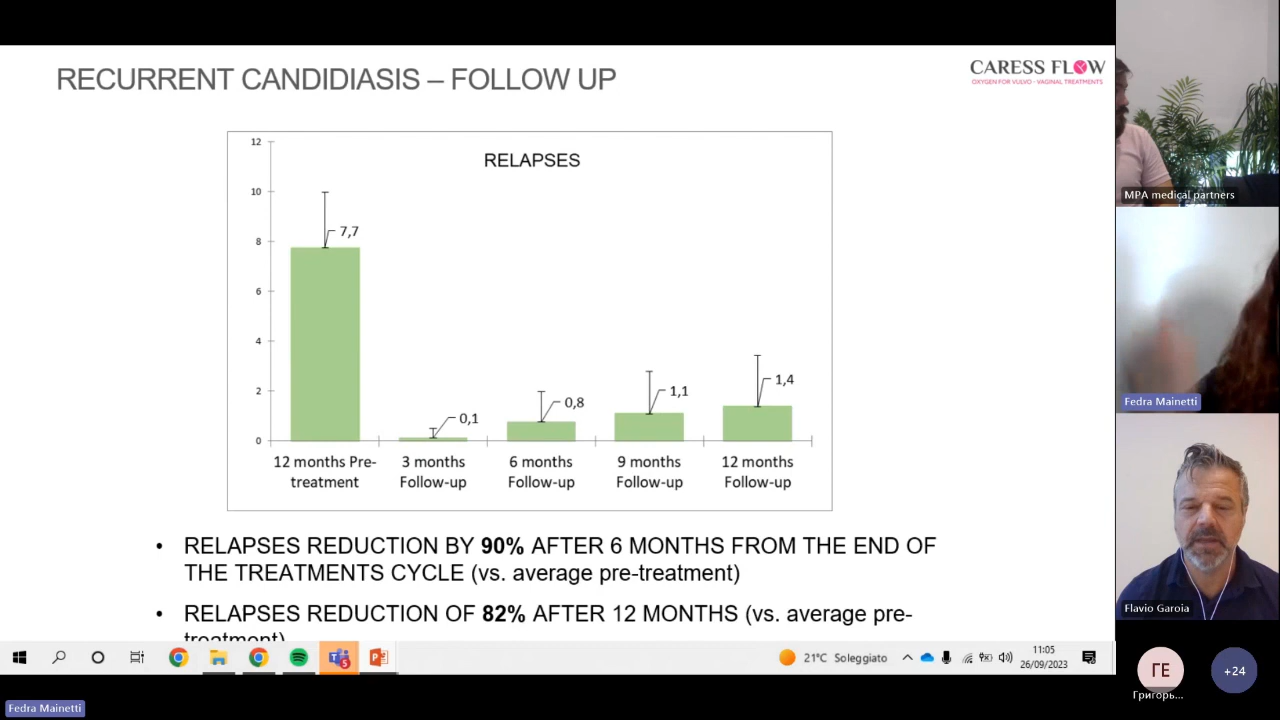 RECURRENT CANDIDIASIS – FOLLOW UP
CARESS FLOW
OXYGEN FOR VULVO - VAGINAL TREATMENTS
RELAPSES
12
10
8
6
4
2
0
7,7
0,1
0,8
1,1
1,4
12 months Pre-
treatment
3 months
Follow-up
6 months
Follow-up
9 months
Follow-up
12 months
Follow-up
• RELAPSES REDUCTION BY 90% AFTER 6 MONTHS FROM THE END OF
THE TREATMENTS CYCLE (vs. average pre-treatment)
• RELAPSES REDUCTION OF 82% AFTER 12 MONTHS (vs. average pre-
treatment)
5
21°C Soleggiato
11:05
26/09/2023
MPA medical partners
Fedra Mainetti
Flavio Garoia
ГЕ
Григорь...
+24
Fedra Mainetti